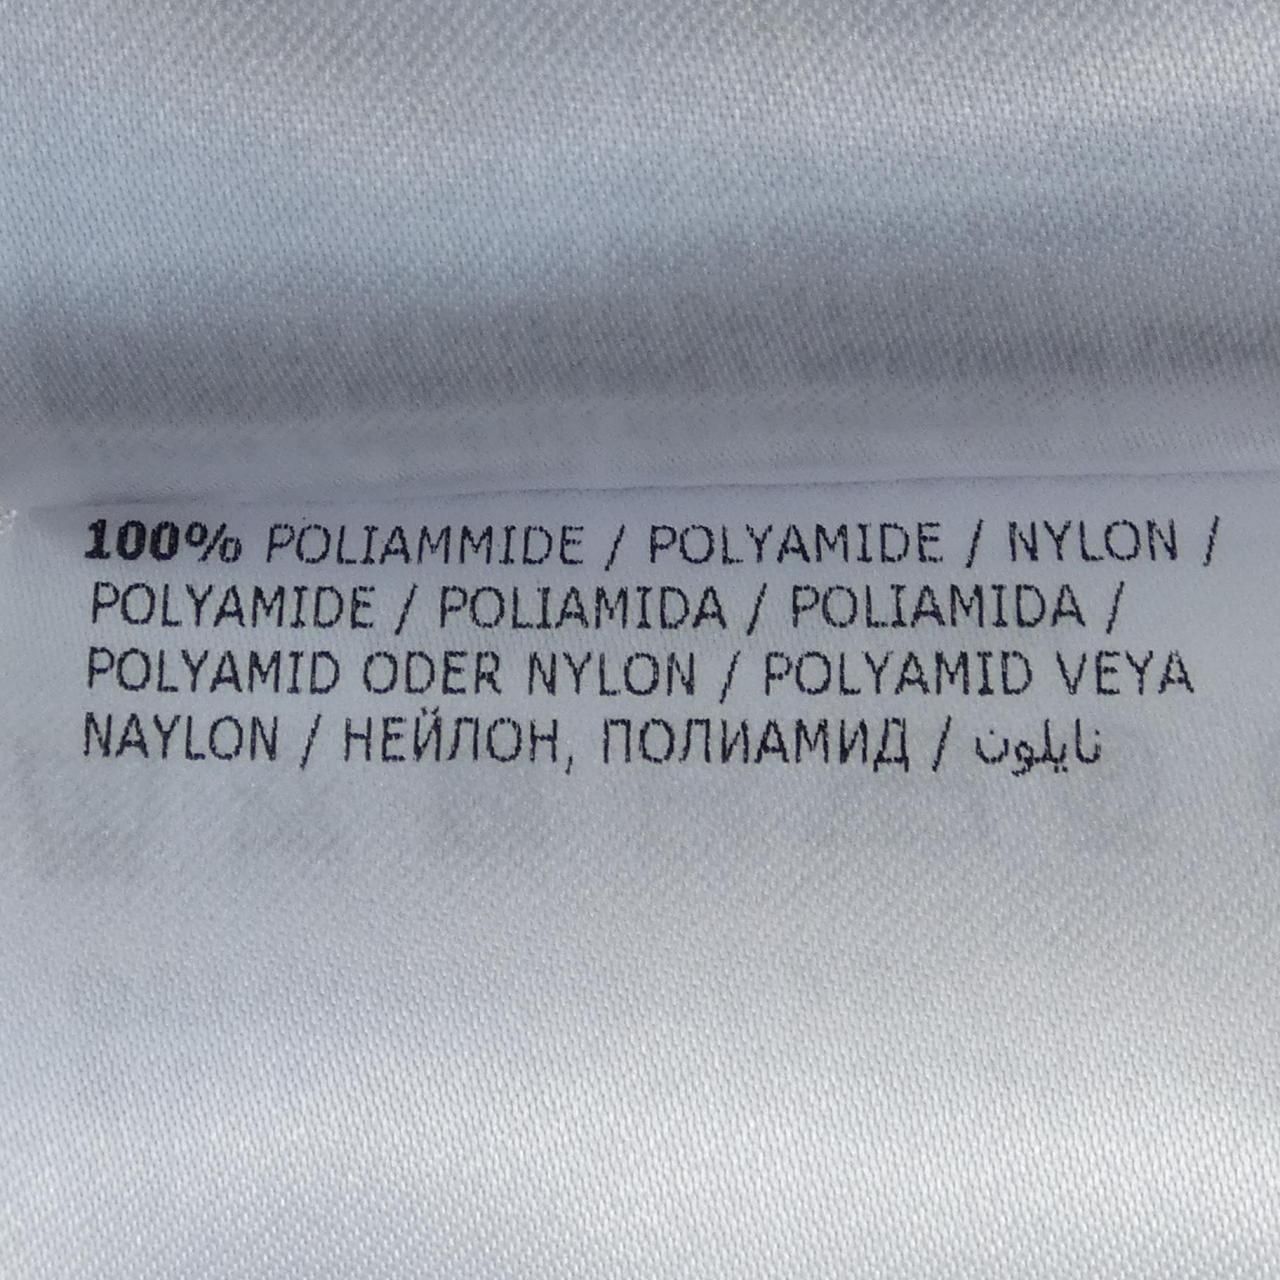 100% POLIAMMIDE / POLYAMIDE / NYLON /
POLYAMIDE / POLIAMIDA / POLIAMIDA /
POLYAMID ODER NYLON / POLYAMID VEYA
NAYLON / НЕЙЛОН, ПОЛИАМИД / نايلون